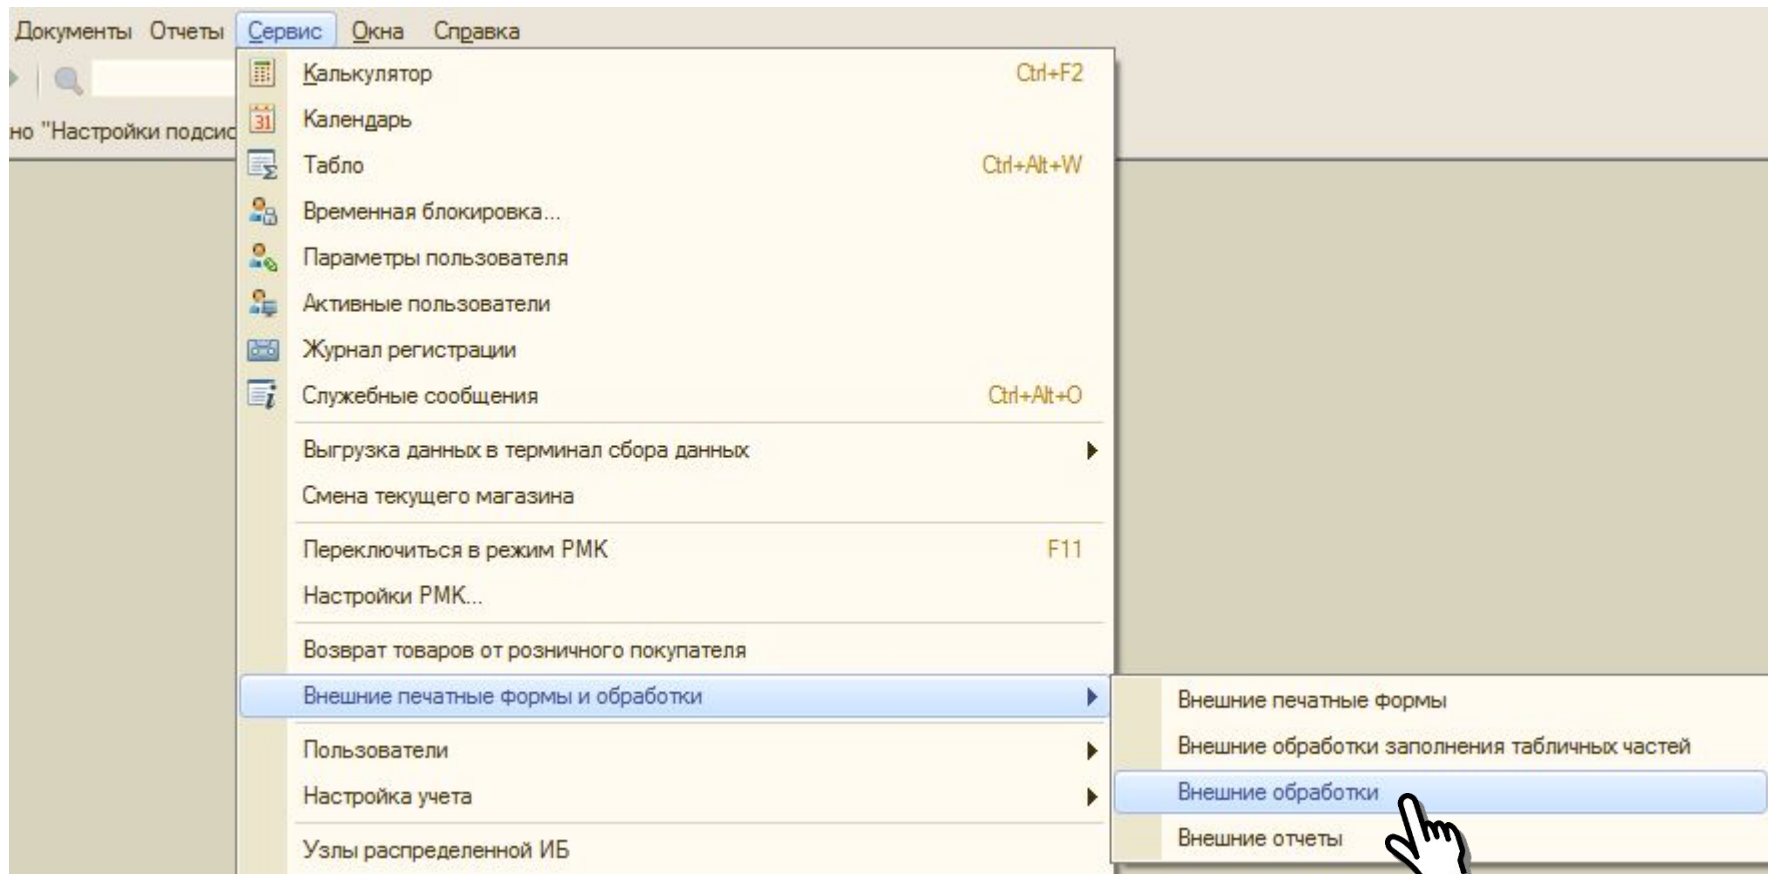 Документы Отчеты Сервис Окна Справка
но "Настройки подсис
Калькулятор Ctrl+F2
31 Календарь
Табло Ctrl+Alt+W
Временная блокировка...
Параметры пользователя
Активные пользователи
Журнал регистрации
Служебные сообщения Ctrl+Alt+O
Выгрузка данных в терминал сбора данных
Смена текущего магазина
Переключиться в режим РМК F11
Настройки РМК...
Возврат товаров от розничного покупателя
Внешние печатные формы и обработки
Пользователи
Настройка учета
Узлы распределенной ИБ
Внешние печатные формы
Внешние обработки заполнения табличных частей
Внешние обработки
Внешние отчеты